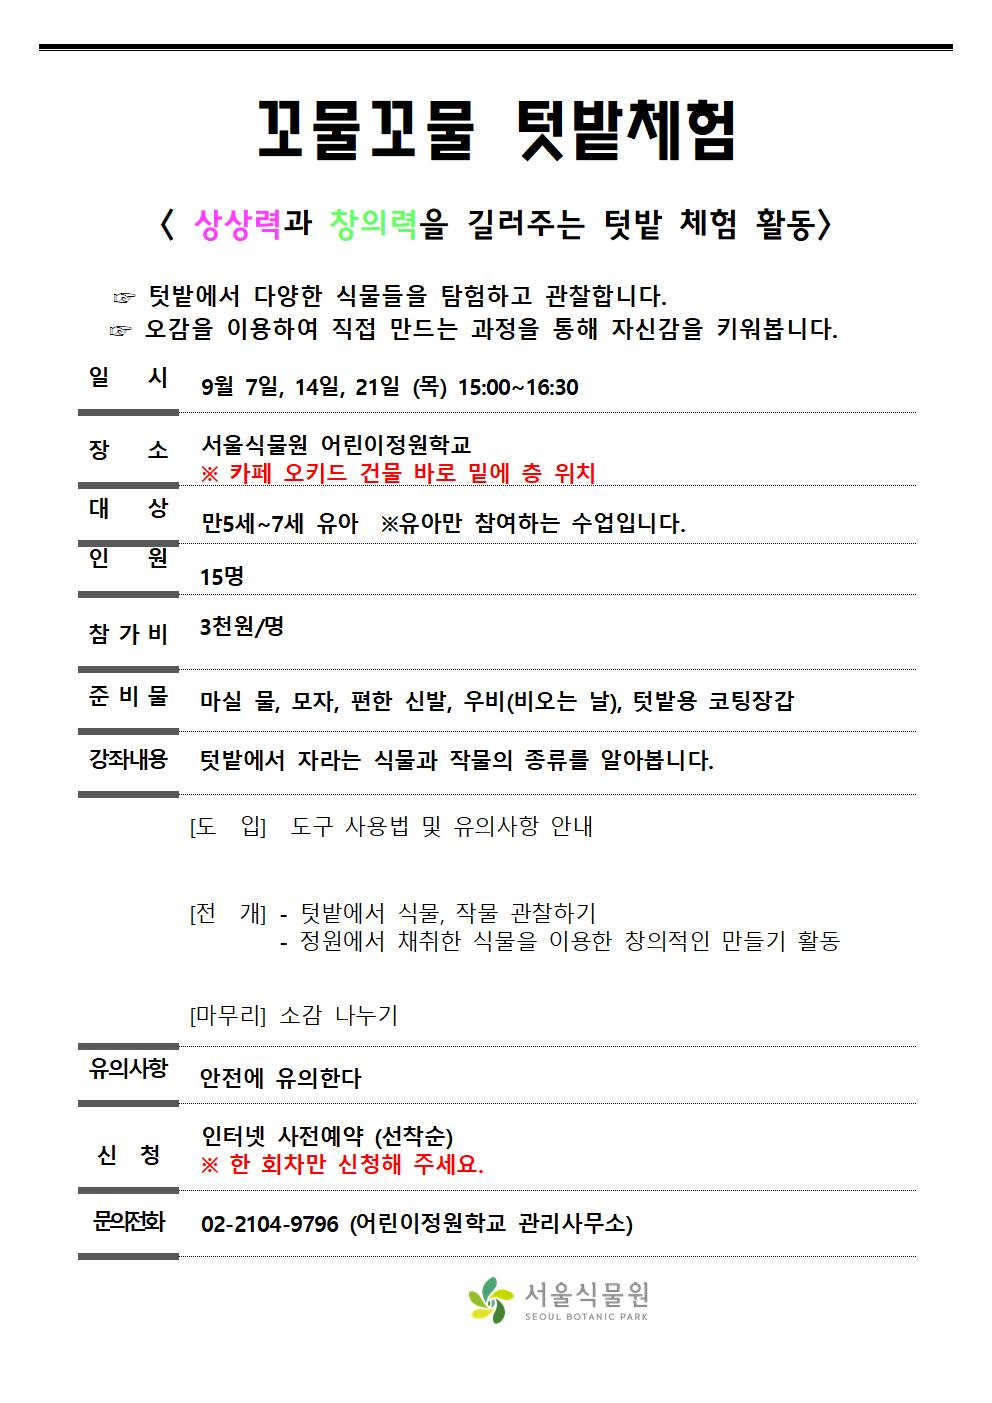 꼬물꼬물 텃밭체험
< 상상력과 창의력을 길러주는 텃밭 체험 활동>
☞ 텃밭에서 다양한 식물들을 탐험하고 관찰합니다.
☞ 오감을 이용하여 직접 만드는 과정을 통해 자신감을 키워봅니다.
일 시 9월 7일, 14일, 21일 (목) 15:00~16:30
장 소 서울식물원 어린이정원학교
※ 카페 오키드 건물 바로 밑에 층 위치
대 상 만5세~7세 유아 ※유아만 참여하는 수업입니다.
인 원 15명
참 가 비 3천원/명
준 비 물 마실 물, 모자, 편한 신발, 우비(비오는 날), 텃밭용 코팅장갑
강좌내용 텃밭에서 자라는 식물과 작물의 종류를 알아봅니다.
[도 입] 도구 사용법 및 유의사항 안내
[전 개] - 텃밭에서 식물, 작물 관찰하기
- 정원에서 채취한 식물을 이용한 창의적인 만들기 활동
[마무리] 소감 나누기
유의사항 안전에 유의한다
신 청 인터넷 사전예약 (선착순)
※ 한 회차만 신청해 주세요.
문의전화 02-2104-9796 (어린이정원학교 관리사무소)
서울식물원
SEOUL BOTANIC PARK